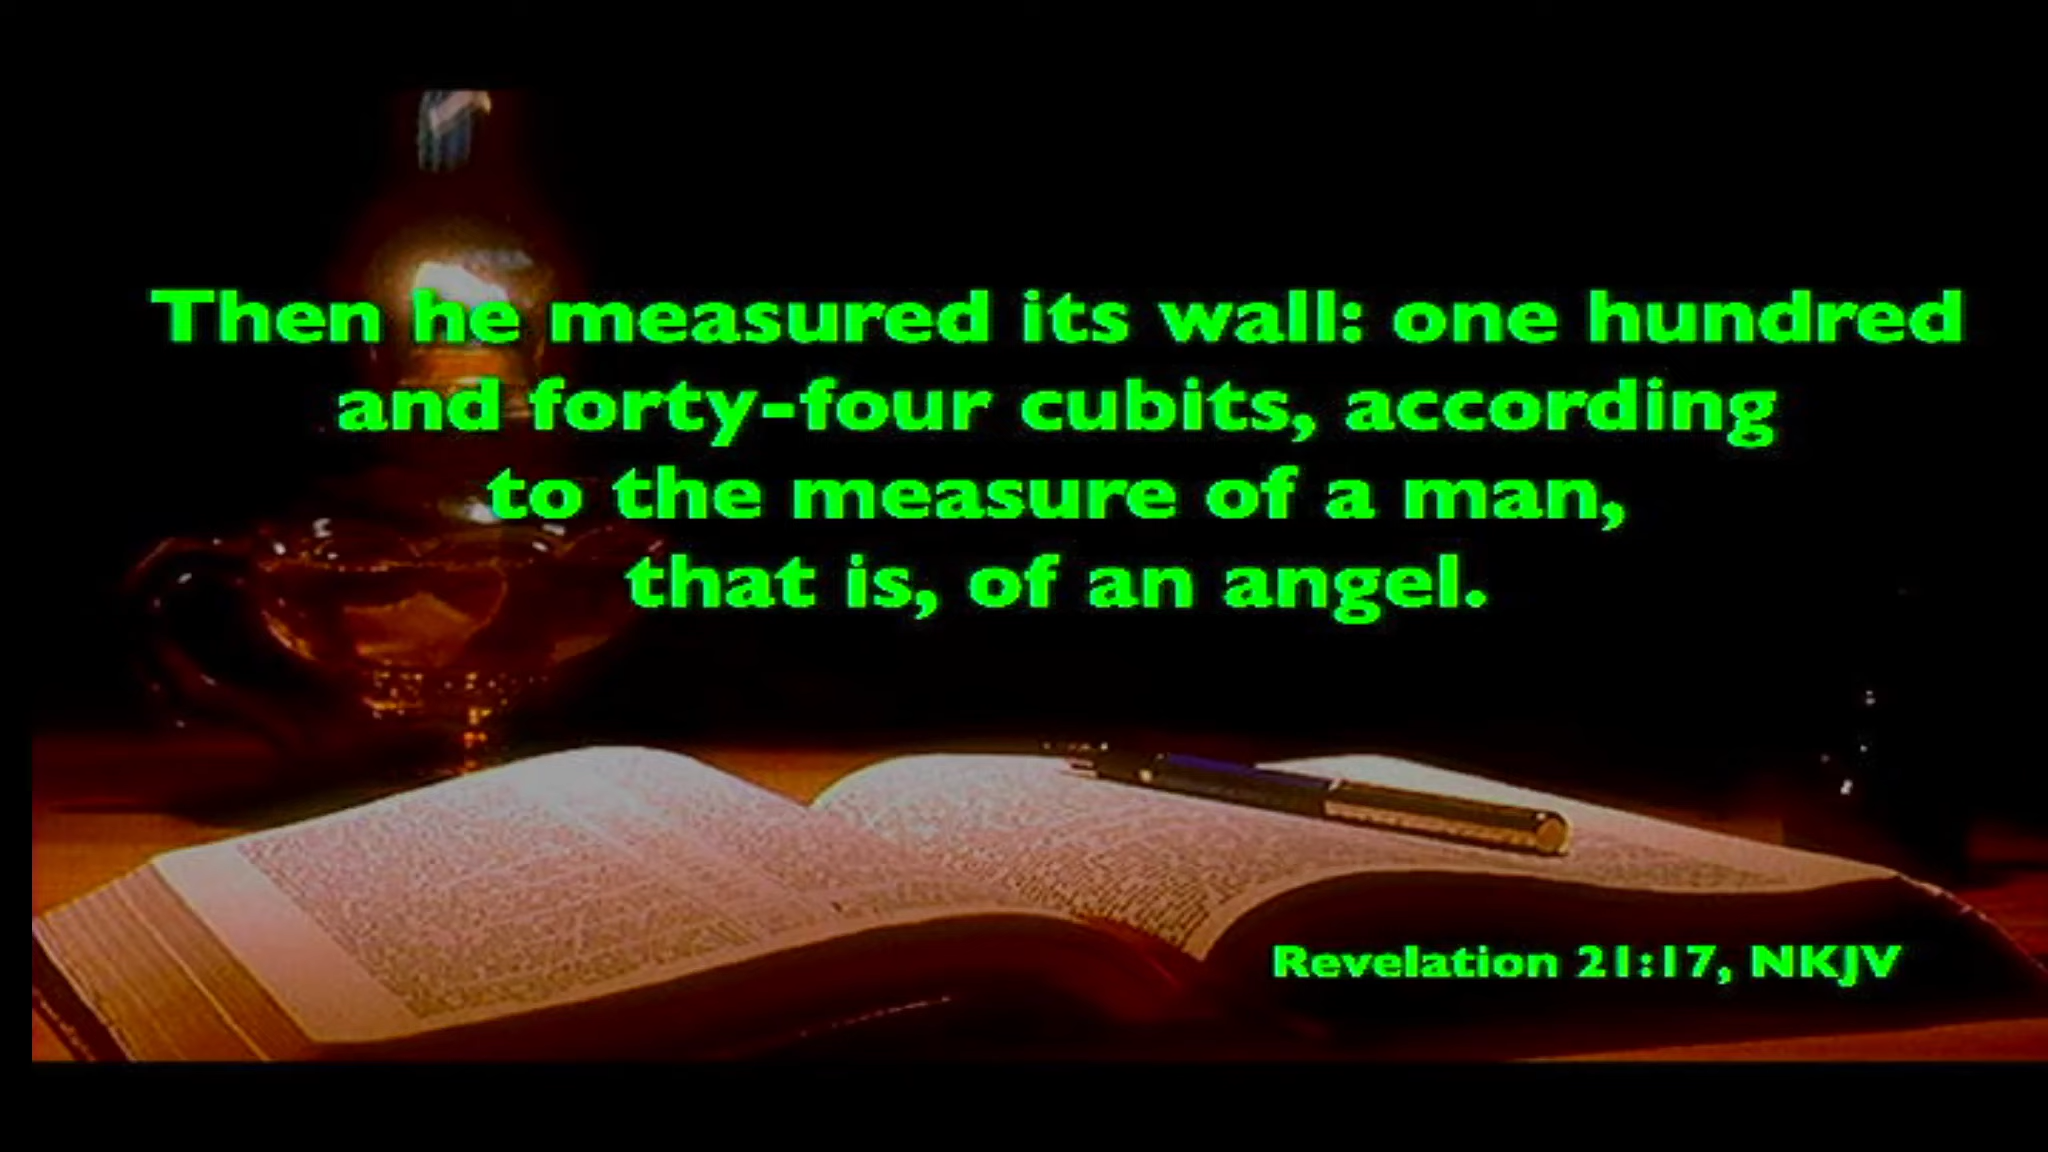 Then he measured its wall: one hundred
and forty-four cubits, according
to the measure of a man,
that is, of an angel.
Revelation 21:17, NKJV